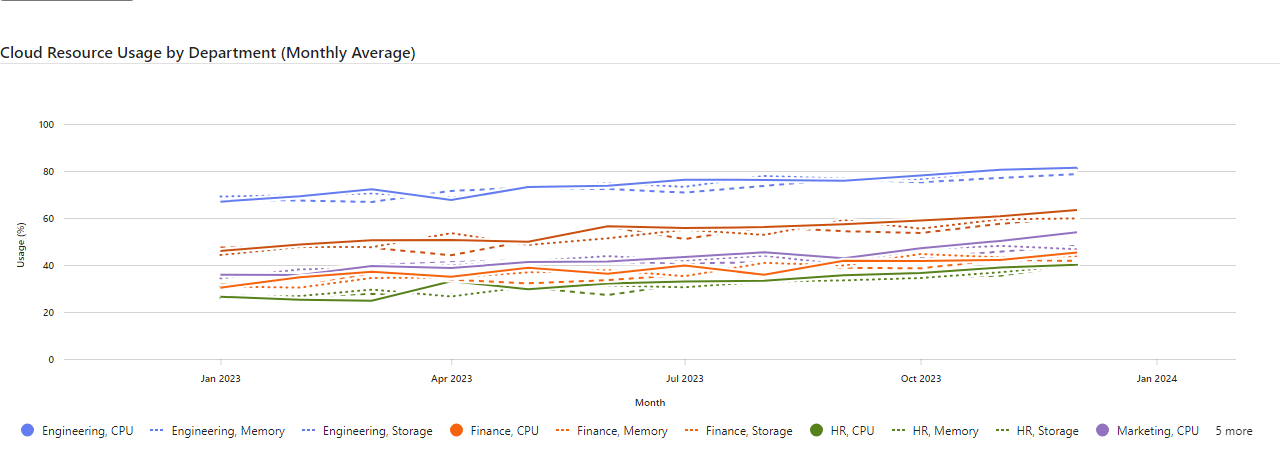 Cloud Resource Usage by Department (Monthly Average)
100
80
60
40
20
0
Usage (%)
Jan 2023 Apr 2023 Jul 2023 Oct 2023 Jan 2024
Month
Engineering, CPU Engineering, Memory Engineering, Storage Finance, CPU Finance, Memory Finance, Storage HR, CPU HR, Memory HR, Storage Marketing, CPU 5 more